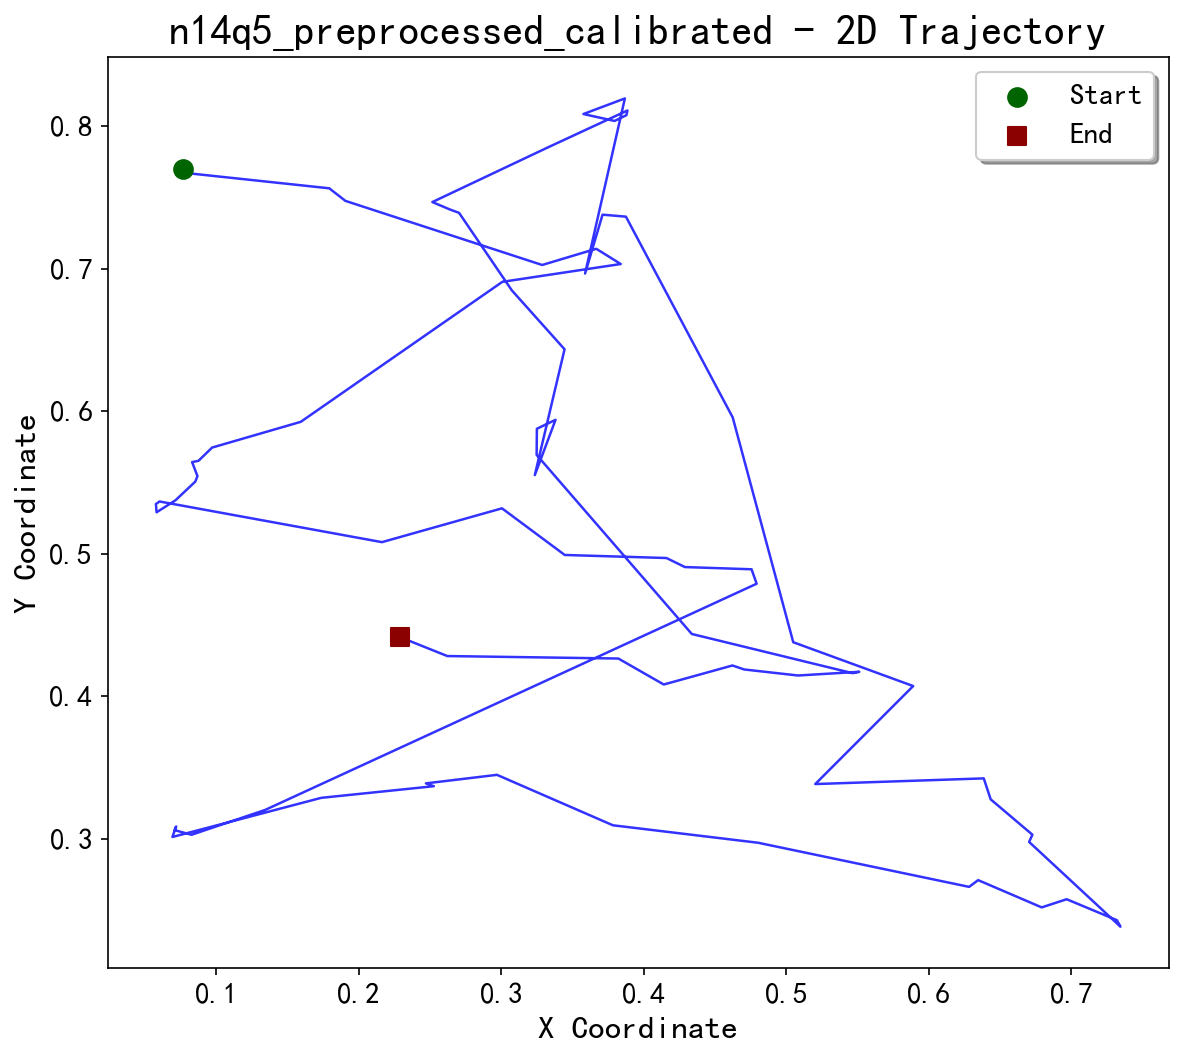 n14q5_preprocessed_calibrated - 2D Trajectory
Start
End
0.8
0.7
0.6
0.5
0.4
0.3
Y Coordinate
0.1 0.2 0.3 0.4 0.5 0.6 0.7
X Coordinate